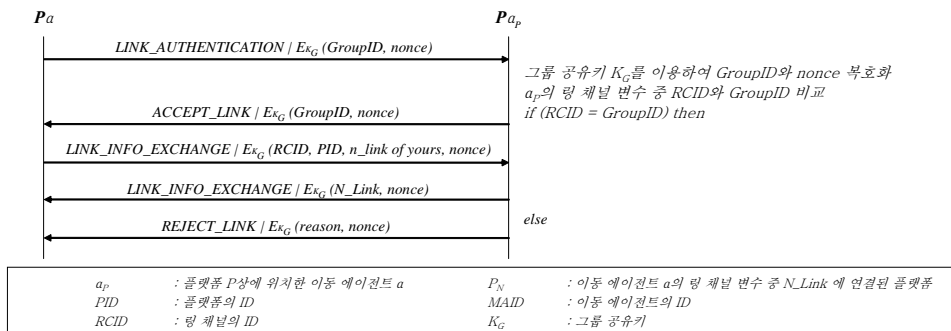 Pa PaP
LINK_AUTHENTICATION | EKG (GroupID, nonce)
그룹 공유키 KG를 이용하여 GroupID와 nonce 복호화
aP의 링 채널 변수 중 RCID와 GroupID 비교
if (RCID = GroupID) then
ACCEPT_LINK | EKG (GroupID, nonce)
LINK_INFO_EXCHANGE | EKG (RCID, PID, n_link of yours, nonce)
LINK_INFO_EXCHANGE | EKG (N_Link, nonce)
else
REJECT_LINK | EKG (reason, nonce)
aP : 플랫폼 P상에 위치한 이동 에이전트 a
PN : 이동 에이전트 a의 링 채널 변수 중 N_Link 에 연결된 플랫폼
PID : 플랫폼의 ID
MAID : 이동 에이전트의 ID
RCID : 링 채널의 ID
KG : 그룹 공유키